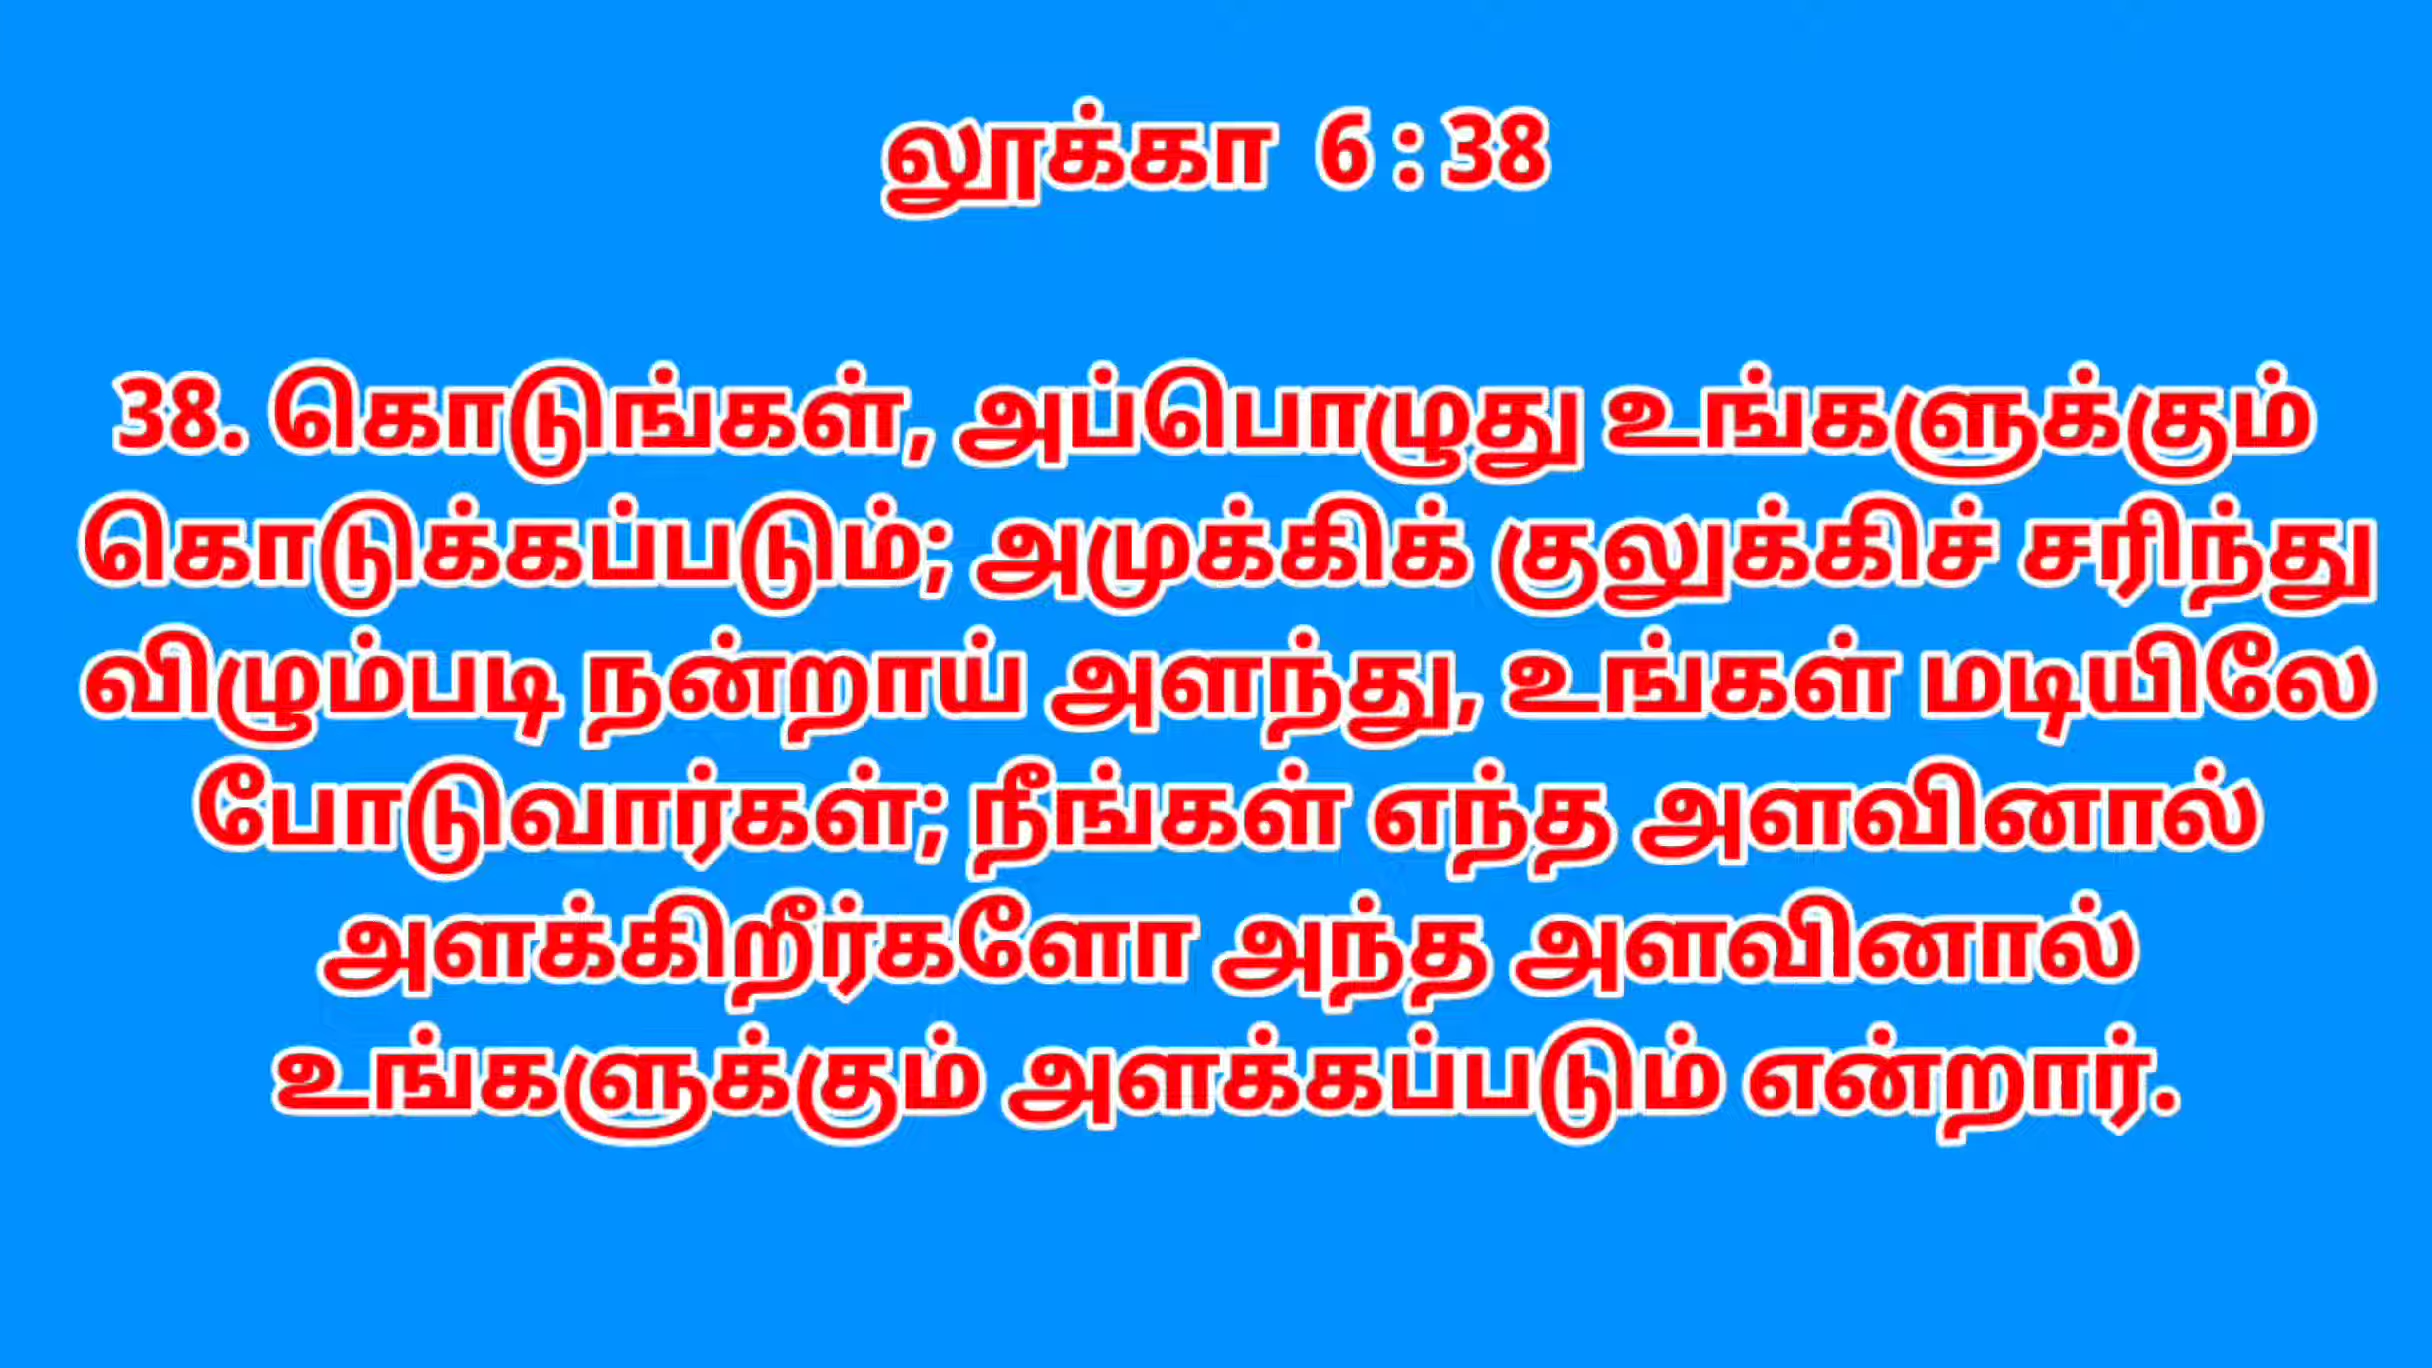 லூக்கா 6 : 38
38. கொடுங்கள், அப்பொழுது உங்களுக்கும்
கொடுக்கப்படும்; அமுக்கிக் குலுக்கிச் சரிந்து
விழும்படி நன்றாய் அளந்து, உங்கள் மடியிலே
போடுவார்கள்; நீங்கள் எந்த அளவினால்
அளக்கிறீர்களோ அந்த அளவினால்
உங்களுக்கும் அளக்கப்படும் என்றார்.